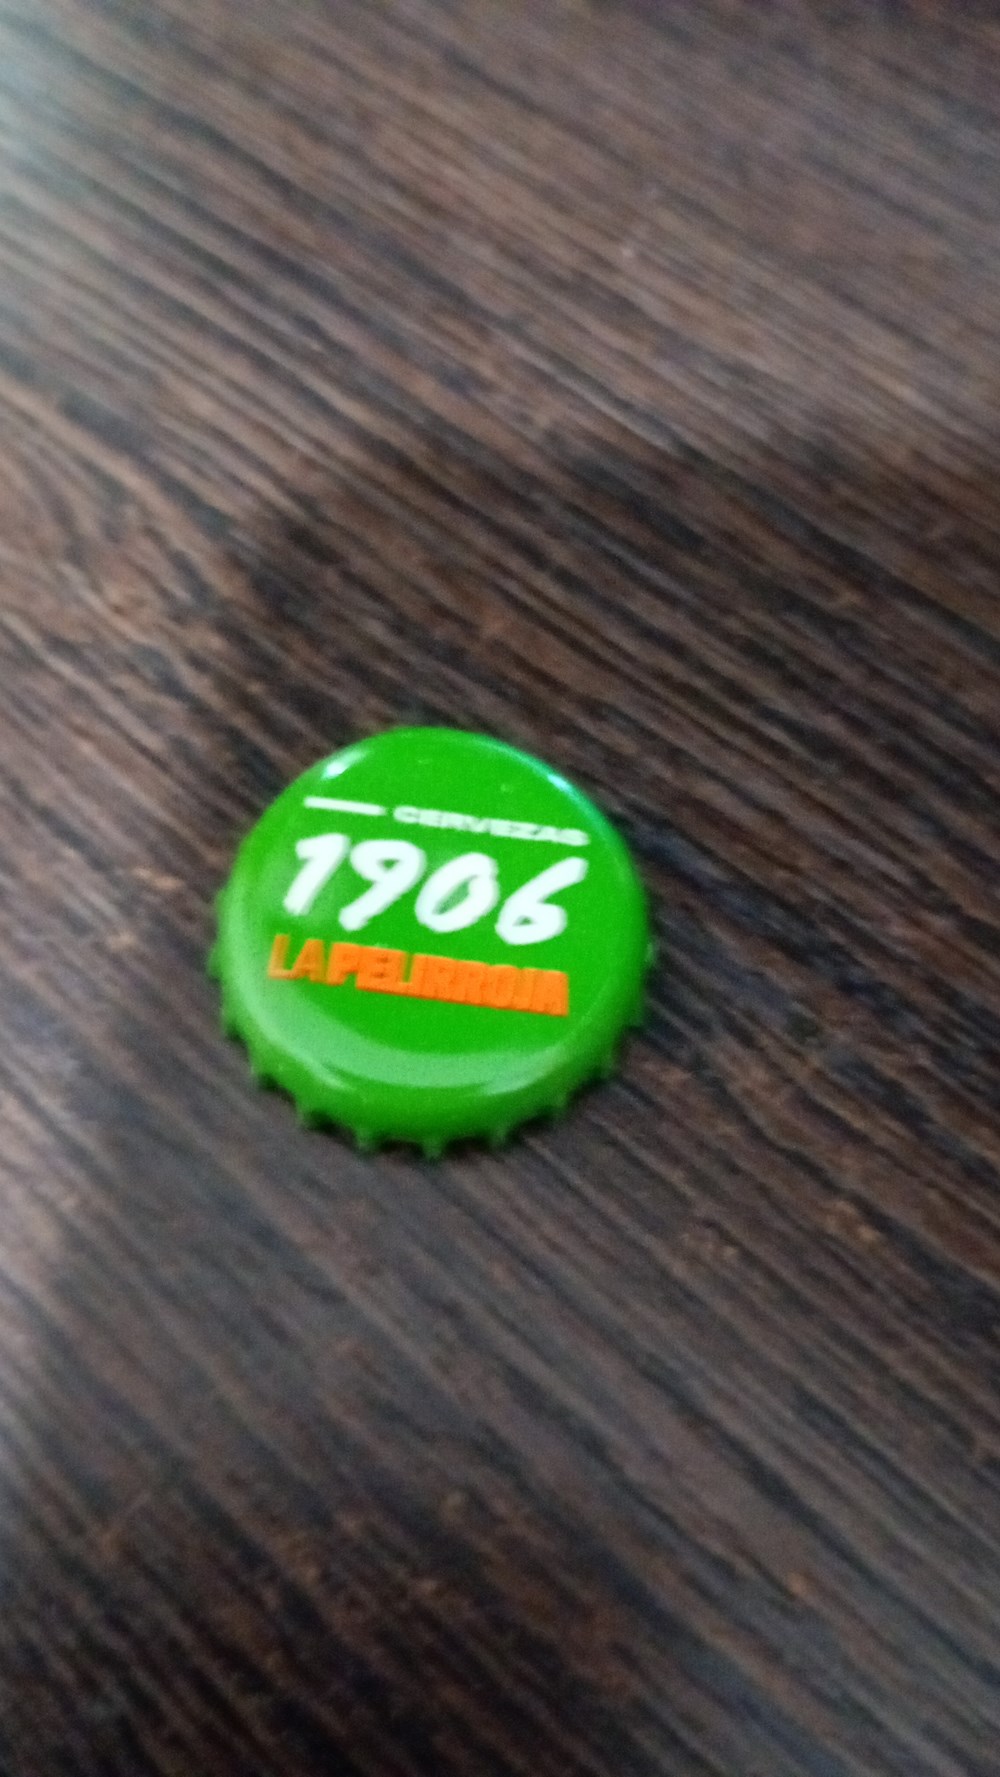 CERVEZAS
1906
LA PELIRROJA